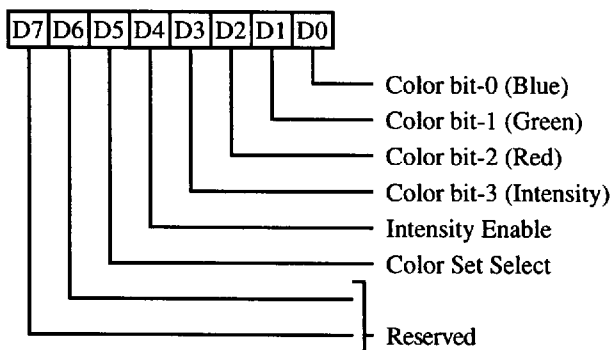 D7 D6 D5 D4 D3 D2 D1 D0
Color bit-0 (Blue)
Color bit-1 (Green)
Color bit-2 (Red)
Color bit-3 (Intensity)
Intensity Enable
Color Set Select
Reserved